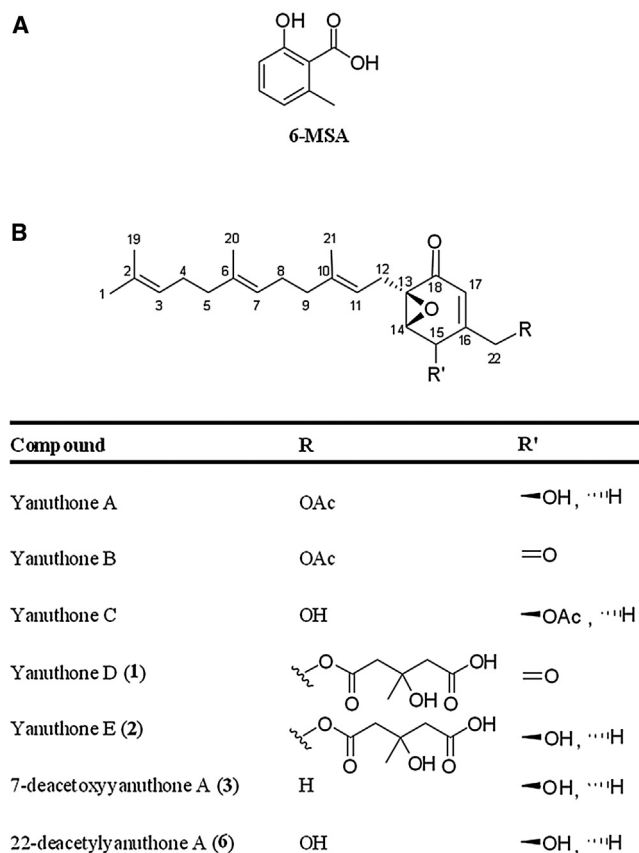 A
OH
O
OH
6-MSA
B
19
20
21
O
1
2
3
4
5
6
7
8
9
10
11
12
13
18
17
O
14
15
16
22
R
R'
Compound R R'
Yanuthone A OAc OH, H
Yanuthone B OAc =O
Yanuthone C OH OAc, H
Yanuthone D (1) O O OH O OH =O
Yanuthone E (2) O O OH O OH OH, H
7-deacetoxyyanuthone A (3) H OH, H
22-deacetylyanuthone A (6) OH OH, H